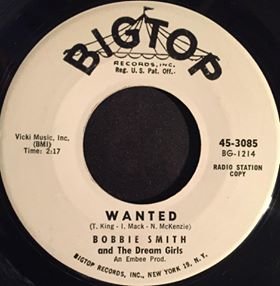 BIGTOP
RECORDS, INC.
Reg. U. S. Pat. Off.
Vicki Music, Inc.
(BMI)
Time: 2:17
45-3085
BG-1214
RADIO STATION
COPY
WANTED
(T. King - I. Mack - N. McKenzie)
BOBBIE SMITH
and The Dream Girls
An Embee Prod.
BIGTOP RECORDS, INC., NEW YORK 19, N. Y.